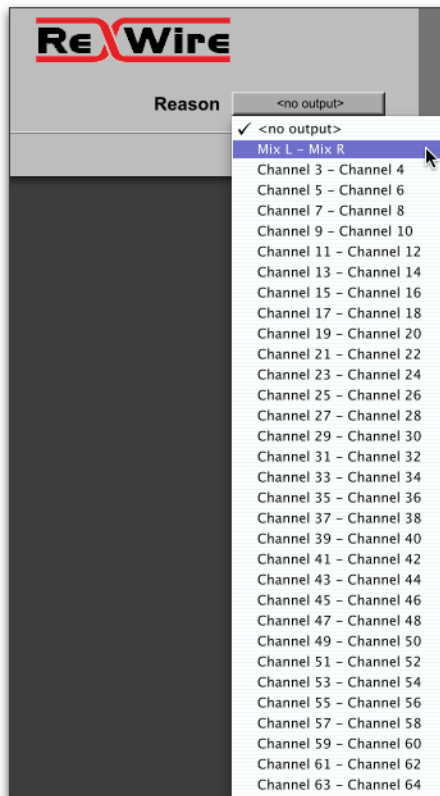 ReWire
Reason <no output>
✓ <no output>
Mix L – Mix R
Channel 3 – Channel 4
Channel 5 – Channel 6
Channel 7 – Channel 8
Channel 9 – Channel 10
Channel 11 – Channel 12
Channel 13 – Channel 14
Channel 15 – Channel 16
Channel 17 – Channel 18
Channel 19 – Channel 20
Channel 21 – Channel 22
Channel 23 – Channel 24
Channel 25 – Channel 26
Channel 27 – Channel 28
Channel 29 – Channel 30
Channel 31 – Channel 32
Channel 33 – Channel 34
Channel 35 – Channel 36
Channel 37 – Channel 38
Channel 39 – Channel 40
Channel 41 – Channel 42
Channel 43 – Channel 44
Channel 45 – Channel 46
Channel 47 – Channel 48
Channel 49 – Channel 50
Channel 51 – Channel 52
Channel 53 – Channel 54
Channel 55 – Channel 56
Channel 57 – Channel 58
Channel 59 – Channel 60
Channel 61 – Channel 62
Channel 63 – Channel 64